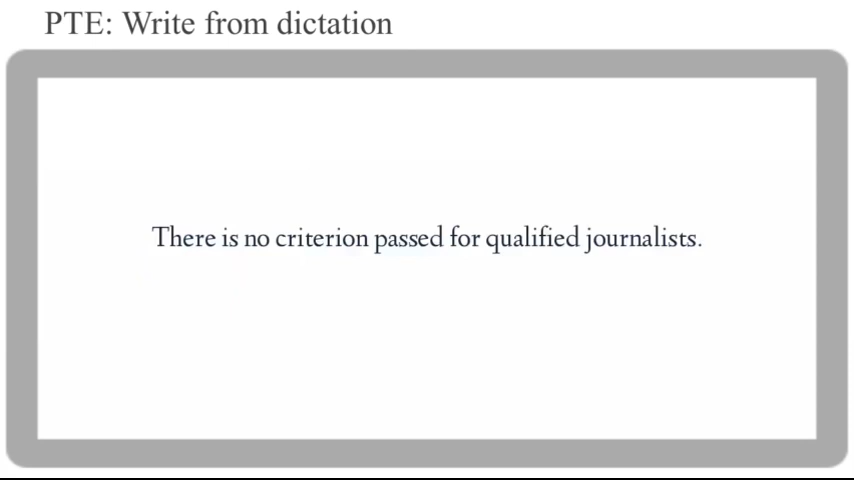 PTE: Write from dictation
There is no criterion passed for qualified journalists.